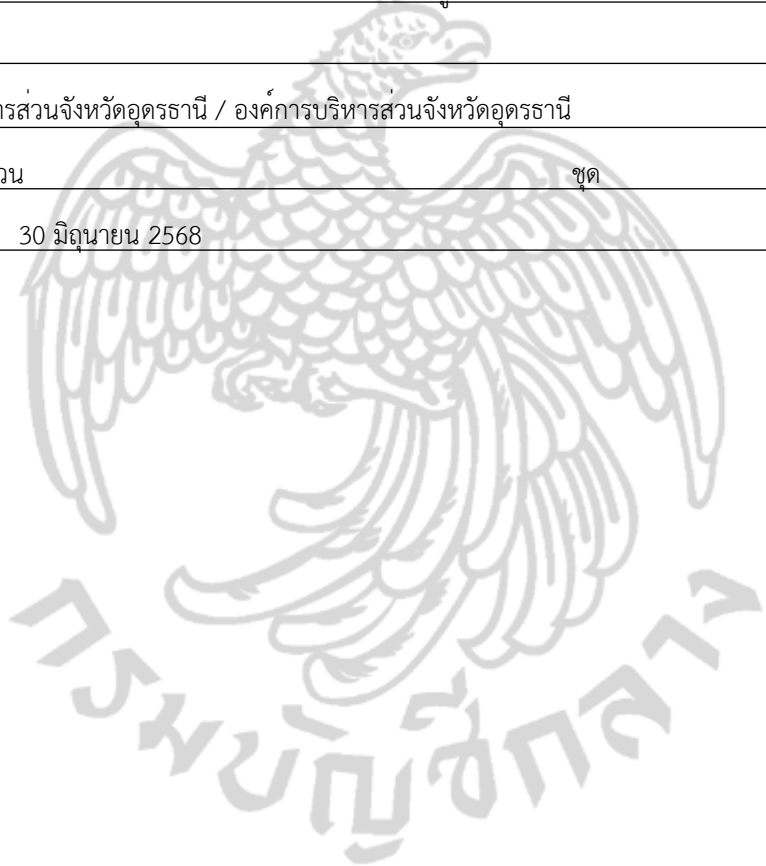 ารส่วนจังหวัดอุดรธานี / องค์การบริหารส่วนจังหวัดอุดรธานี
วน ชุด
30 มิถุนายน 2568
กรมบัญชีกลาง